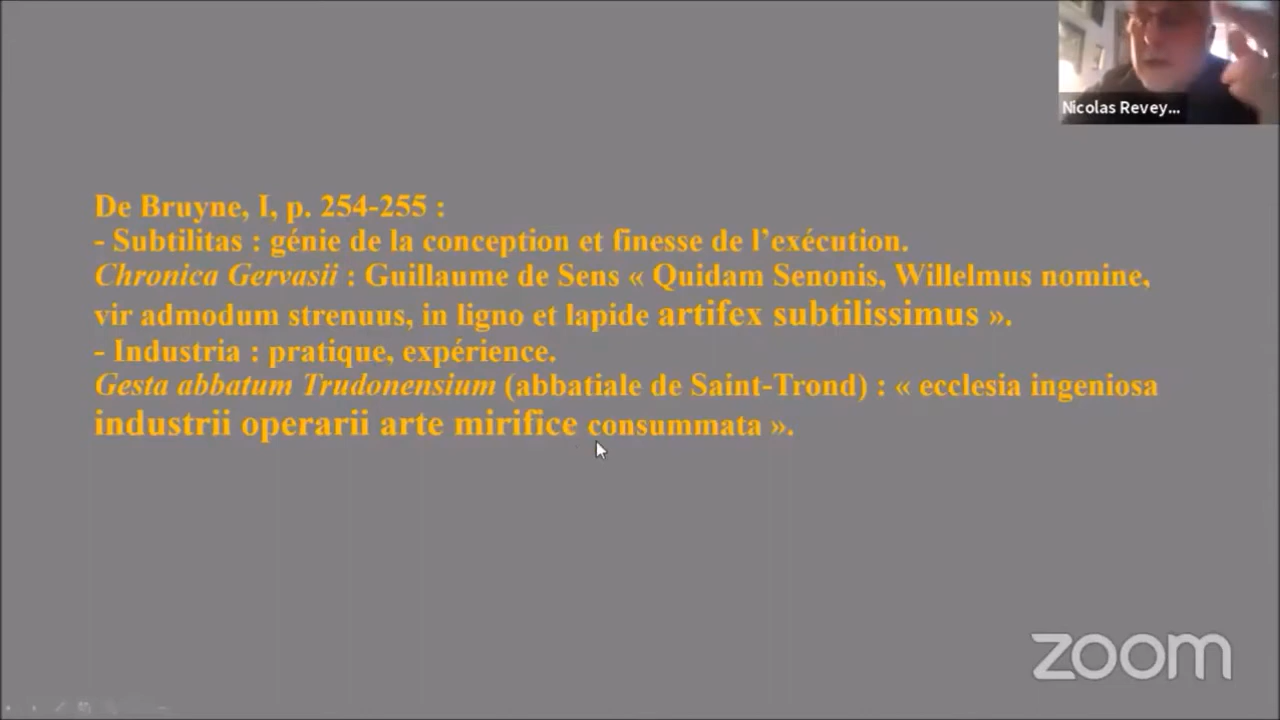 Nicolas Revey...
De Bruyne, I, p. 254-255 :
- Subtilitas : génie de la conception et finesse de l’exécution.
Chronica Gervasii : Guillaume de Sens « Quidam Senonis, Willelmus nomine,
vir admodum strenuus, in ligno et lapide artifex subtilissimus ».
- Industria : pratique, expérience.
Gesta abbatum Trudonensium (abbatiale de Saint-Trond) : « ecclesia ingeniosa
industrii operarii arte mirifice consummata ».
zoom